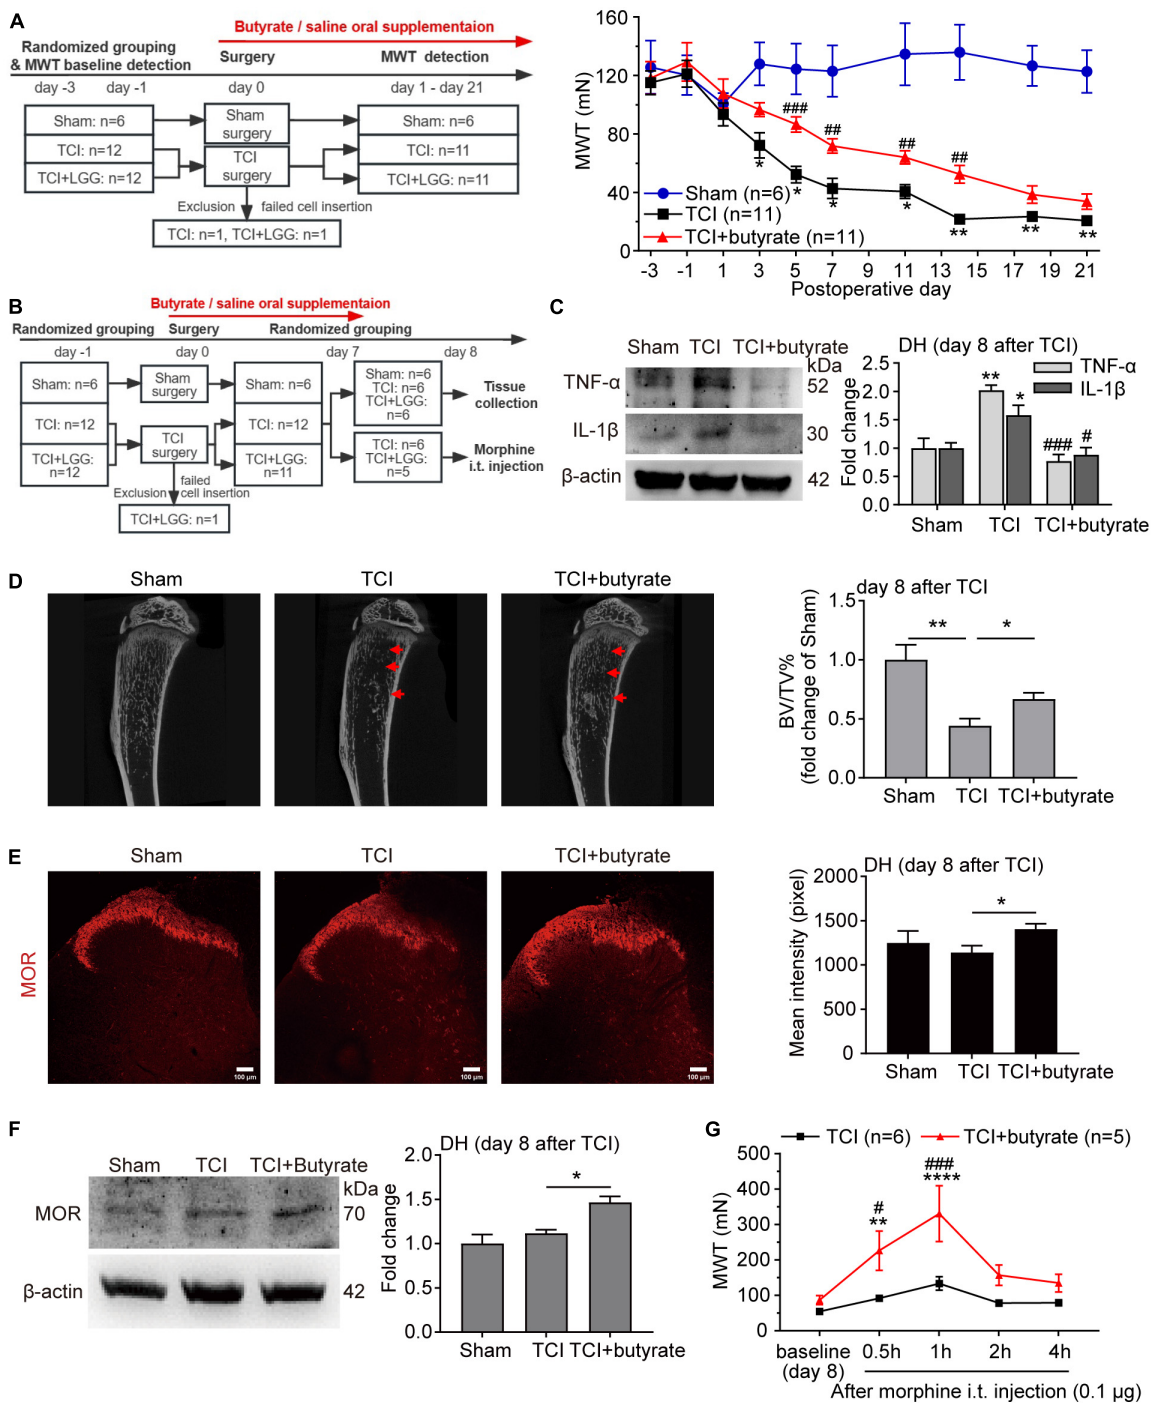 A
Butyrate / saline oral supplementaion
Randomized grouping
& MWT baseline detection
Surgery
MWT detection
day -3
day -1
day 0
day 1 - day 21
Sham: n=6
TCI: n=12
TCI+LGG: n=12
Sham
surgery
TCI
surgery
Sham: n=6
TCI: n=11
TCI+LGG: n=11
Exclusion
failed cell insertion
TCI: n=1, TCI+LGG: n=1
MWT (mN)
160
120
80
40
0
###
##
##
##
*
*
*
*
**
**
**
Sham (n=6)
TCI (n=11)
TCI+butyrate (n=11)
-3 -1 1 3 5 7 9 11 13 15 17 19 21
Postoperative day
B
Butyrate / saline oral supplementaion
Randomized grouping
Surgery
Randomized grouping
day -1
day 0
day 7
day 8
Sham: n=6
TCI: n=12
TCI+LGG:
n=12
Sham
surgery
TCI
surgery
Sham: n=6
TCI: n=12
TCI+LGG:
n=11
Sham: n=6
TCI: n=6
TCI+LGG:
n=6
TCI: n=6
TCI+LGG:
n=5
Tissue
collection
Morphine
i.t. injection
Exclusion
failed
cell insertion
TCI+LGG: n=1
C
Sham TCI TCI+butyrate
kDa
TNF-α 52
IL-1β 30
β-actin 42
DH (day 8 after TCI)
Fold change
2.5
2.0
1.5
1.0
0.5
0.0
TNF-α
IL-1β
**
*
###
#
Sham TCI TCI+butyrate
D
Sham TCI TCI+butyrate
day 8 after TCI
BV/TV%
(fold change of Sham)
1.5
1.0
0.5
0.0
**
*
Sham TCI TCI+butyrate
E
Sham TCI TCI+butyrate
MOR
100 μm
100 μm
100 μm
DH (day 8 after TCI)
Mean intensity (pixel)
2000
1500
1000
500
0
*
Sham TCI TCI+butyrate
F
Sham TCI TCI+Butyrate
kDa
MOR 70
β-actin 42
DH (day 8 after TCI)
Fold change
2.0
1.5
1.0
0.5
0.0
*
Sham TCI TCI+butyrate
G
TCI (n=6)
TCI+butyrate (n=5)
MWT (mN)
500
400
300
200
100
0
#
**
###
****
baseline
(day 8)
0.5h 1h 2h 4h
After morphine i.t. injection (0.1 μg)